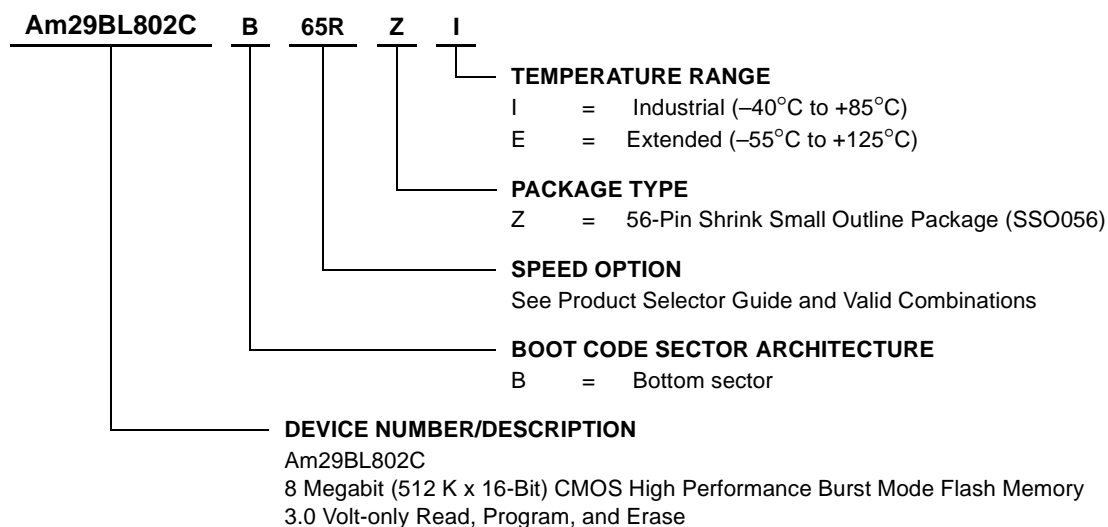 Am29BL802C B 65R Z I
TEMPERATURE RANGE
I = Industrial (–40°C to +85°C)
E = Extended (–55°C to +125°C)
PACKAGE TYPE
Z = 56-Pin Shrink Small Outline Package (SSO056)
SPEED OPTION
See Product Selector Guide and Valid Combinations
BOOT CODE SECTOR ARCHITECTURE
B = Bottom sector
DEVICE NUMBER/DESCRIPTION
Am29BL802C
8 Megabit (512 K x 16-Bit) CMOS High Performance Burst Mode Flash Memory
3.0 Volt-only Read, Program, and Erase